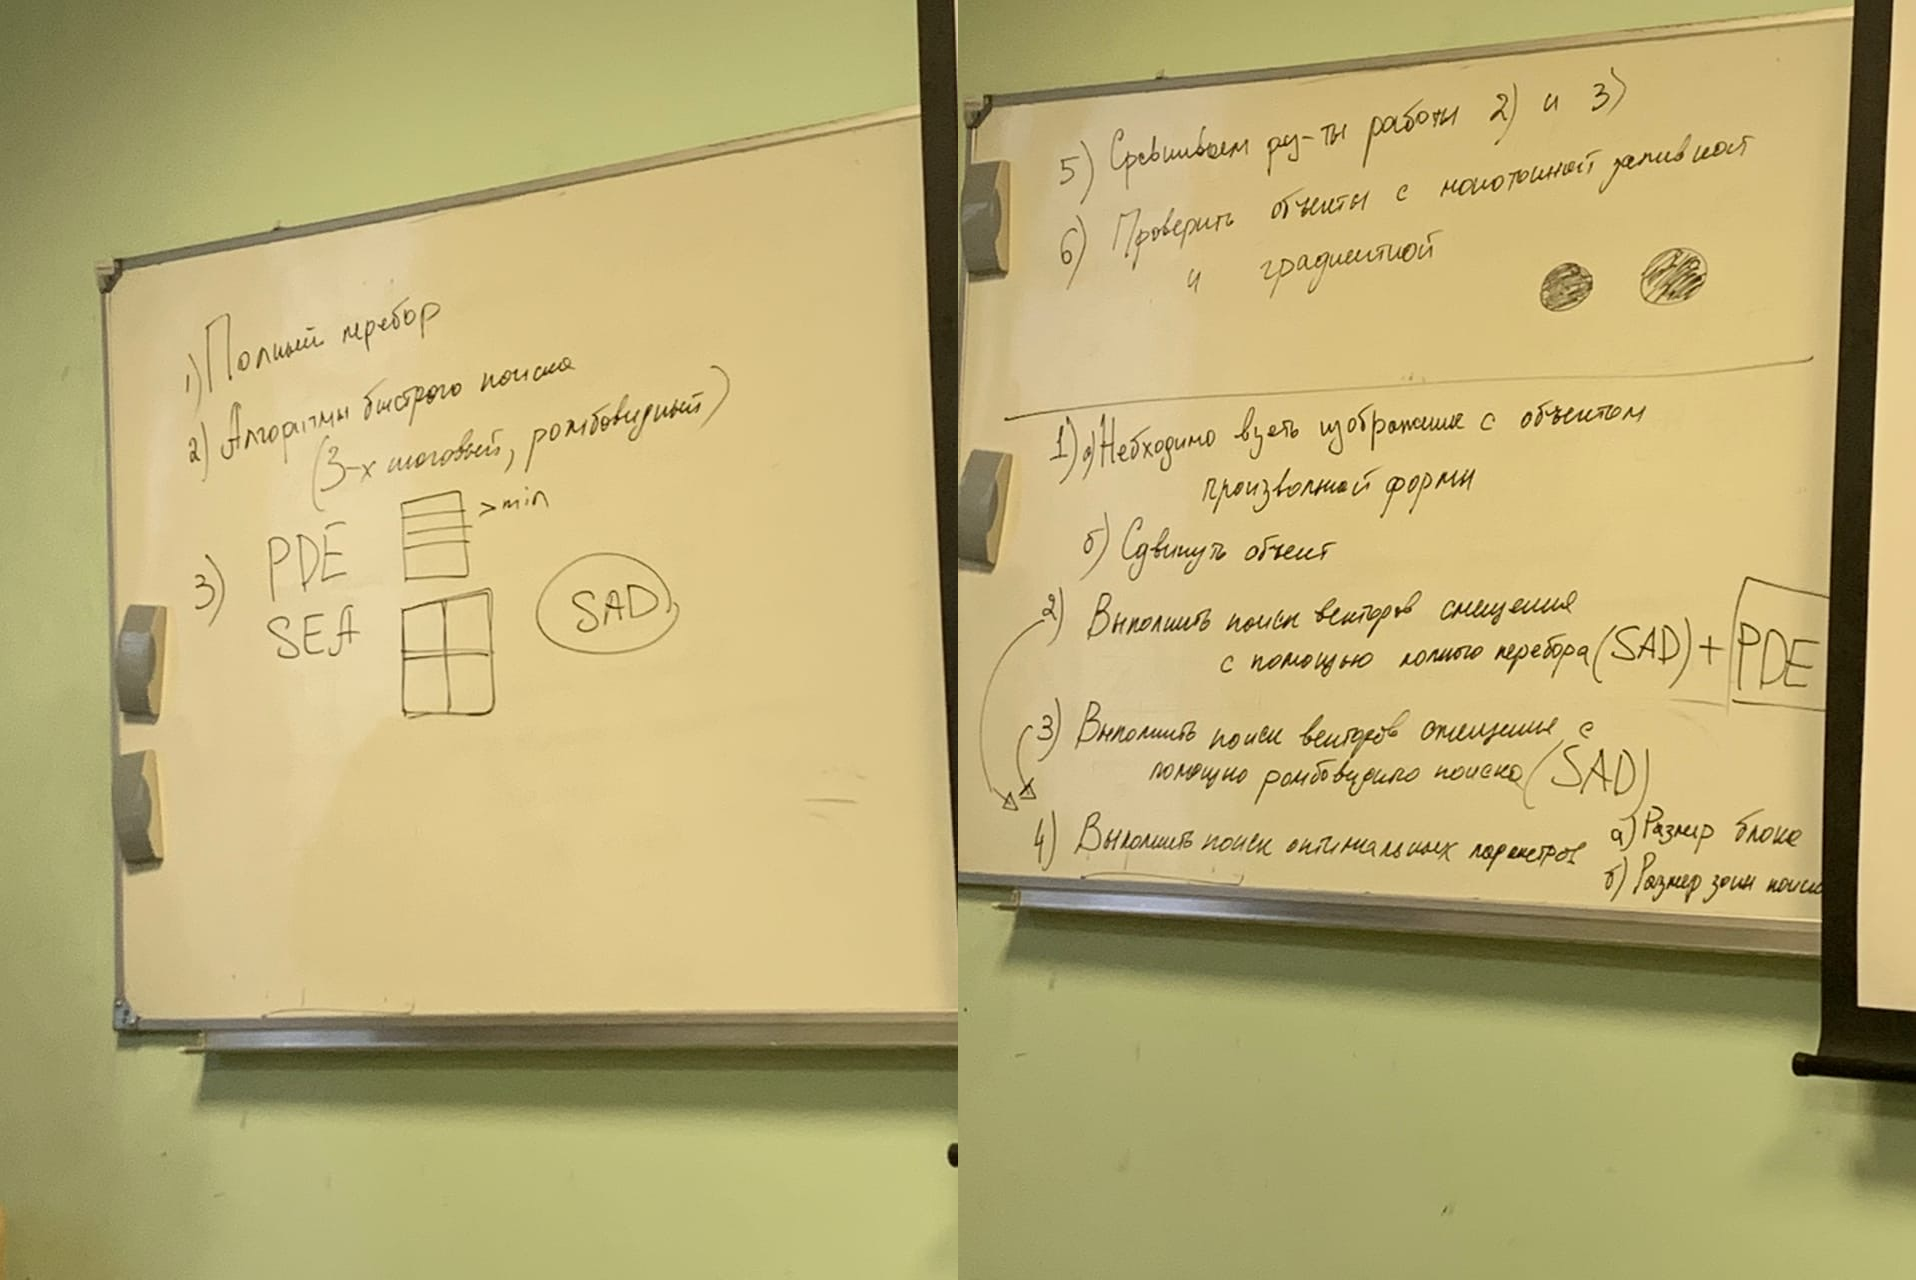 1) Полный перебор
2) Алгоритмы быстрого поиска
(3-х шаговый, ромбовидный)
3) PDE >min
SEA SAD
5) Сравниваем рез-ты работы 2) и 3)
6) Проверить объекты с монотонной заливкой
и градиентной
1) а) Необходимо взять изображение с объектом
произвольной формы
б) Сдвинуть объект
2) Выполнить поиск векторов смещения
с помощью полного перебора (SAD) + PDE
3) Выполнить поиск векторов смещения с
помощью ромбовидного поиска (SAD)
4) Выполнить поиск оптимальных параметров а) Размер блока
б) Размер зоны поиска